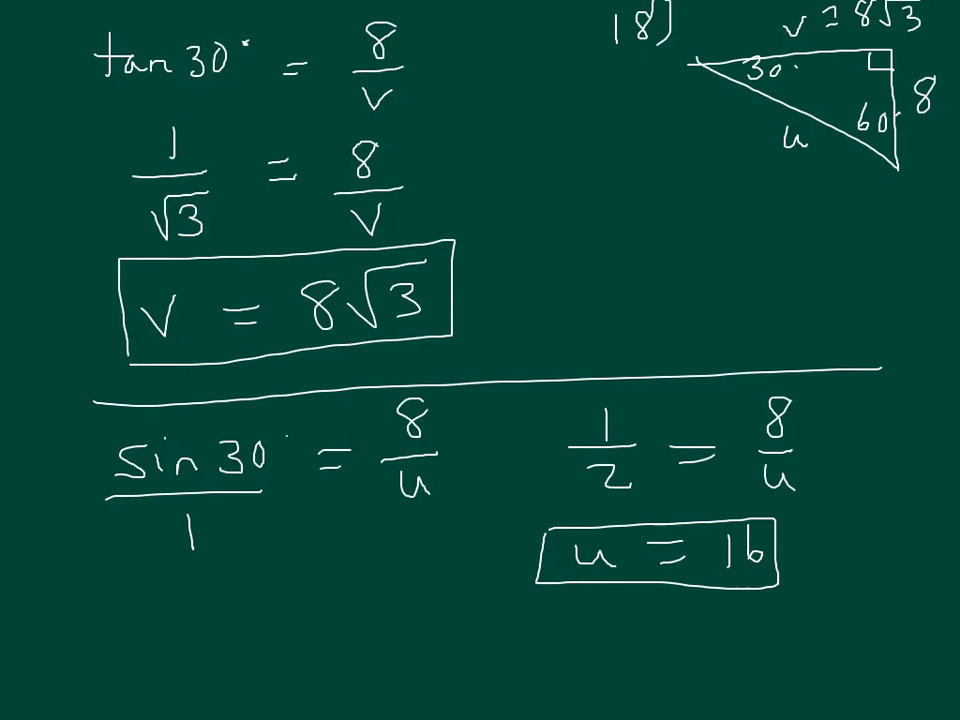 18)
v = 8√3
30°
8
60°
u
tan 30° = 8/v
1/√3 = 8/v
v = 8√3
sin 30°/1 = 8/u
1/2 = 8/u
u = 16